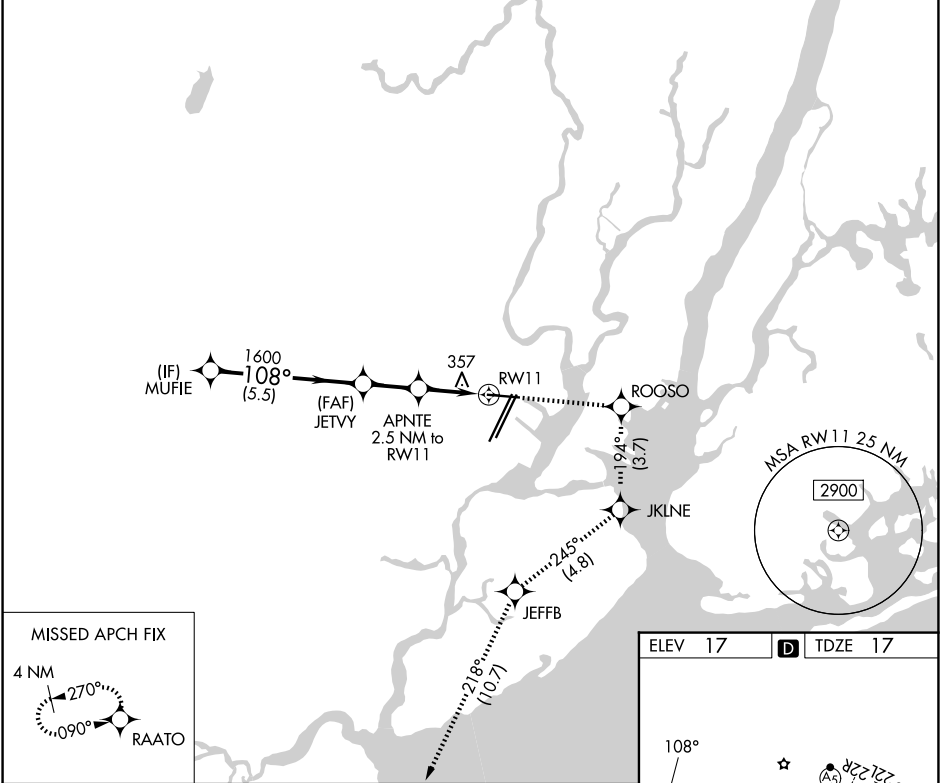 (IF)
MUFIE
1600
108°
(5.5)
(FAF)
JETVY
APNTE
2.5 NM to
RW11
357
RW11
ROOSO
194°
(3.7)
JKLNE
245°
(4.8)
JEFFB
218°
(10.7)
MSA RW11 25 NM
2900
MISSED APCH FIX
4 NM
270°
090°
RAATO
ELEV 17
D
TDZE 17
108°
A5
22L22R